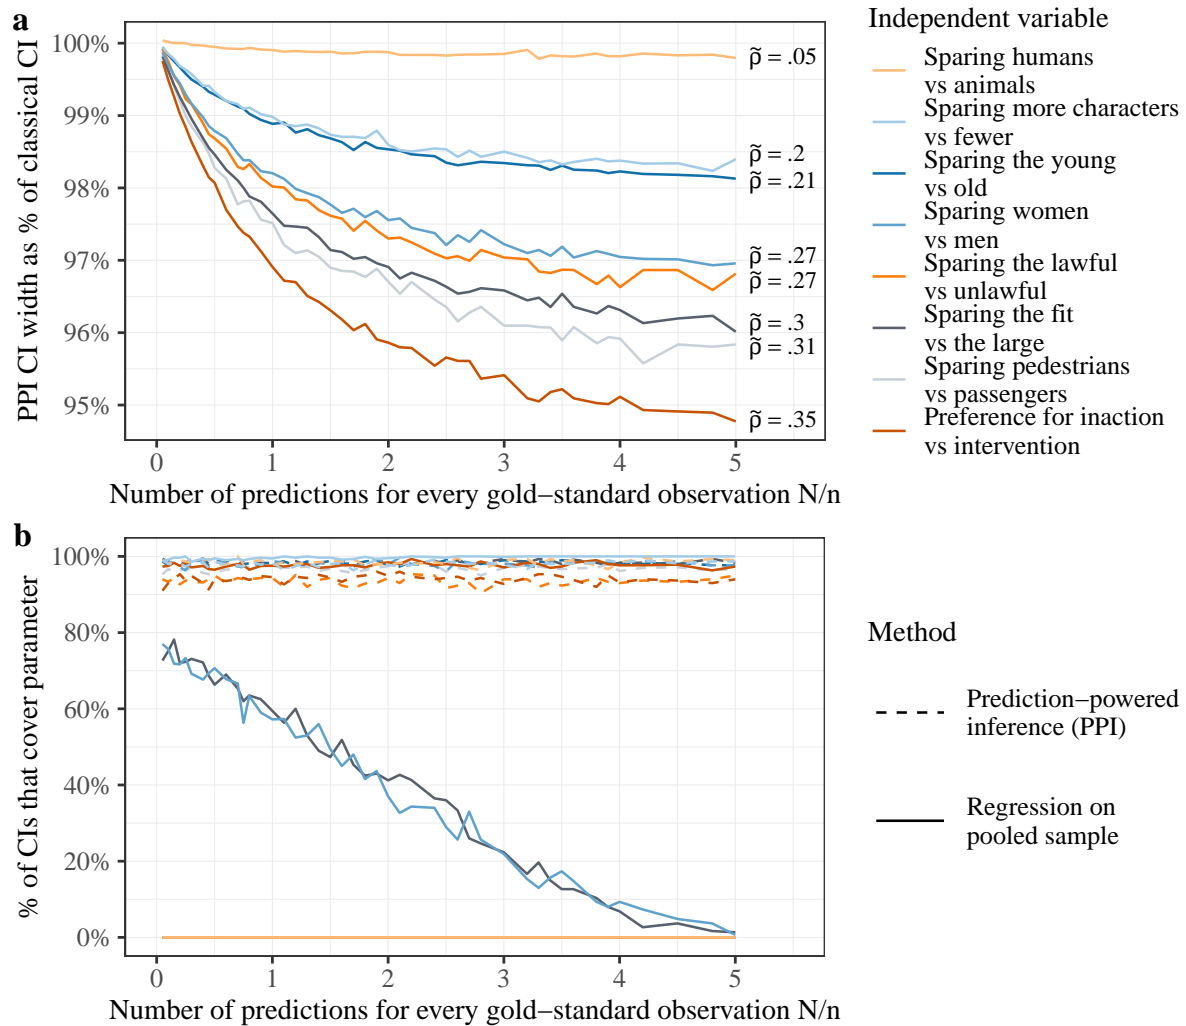 a
PPI CI width as % of classical CI
100%
99%
98%
97%
96%
95%
ρ̃ = .05
ρ̃ = .2
ρ̃ = .21
ρ̃ = .27
ρ̃ = .27
ρ̃ = .3
ρ̃ = .31
ρ̃ = .35
0 1 2 3 4 5
Number of predictions for every gold−standard observation N/n
Independent variable
Sparing humans
vs animals
Sparing more characters
vs fewer
Sparing the young
vs old
Sparing women
vs men
Sparing the lawful
vs unlawful
Sparing the fit
vs the large
Sparing pedestrians
vs passengers
Preference for inaction
vs intervention
b
% of CIs that cover parameter
100%
80%
60%
40%
20%
0%
0 1 2 3 4 5
Number of predictions for every gold−standard observation N/n
Method
Prediction−powered
inference (PPI)
Regression on
pooled sample